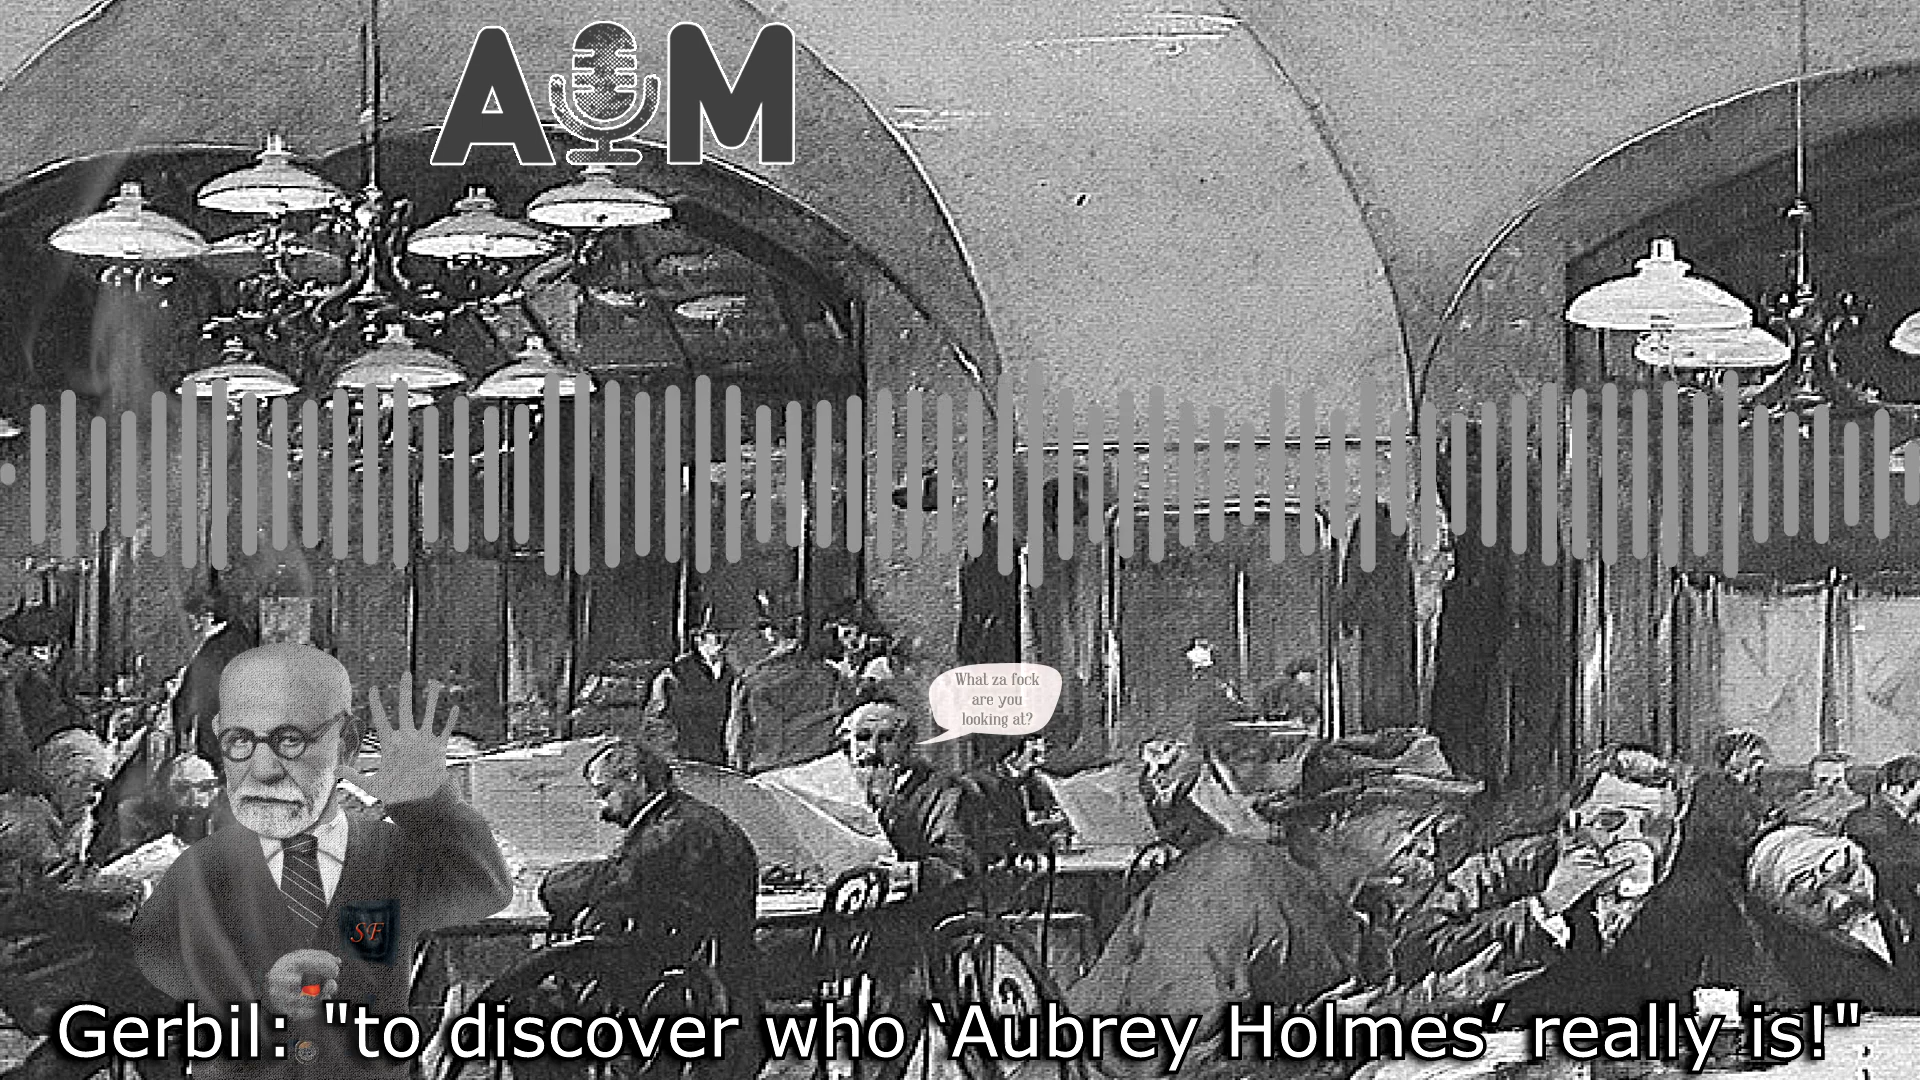 AM
What za fock
are you
looking at?
SF
Gerbil: "to discover who ‘Aubrey Holmes’ really is!"